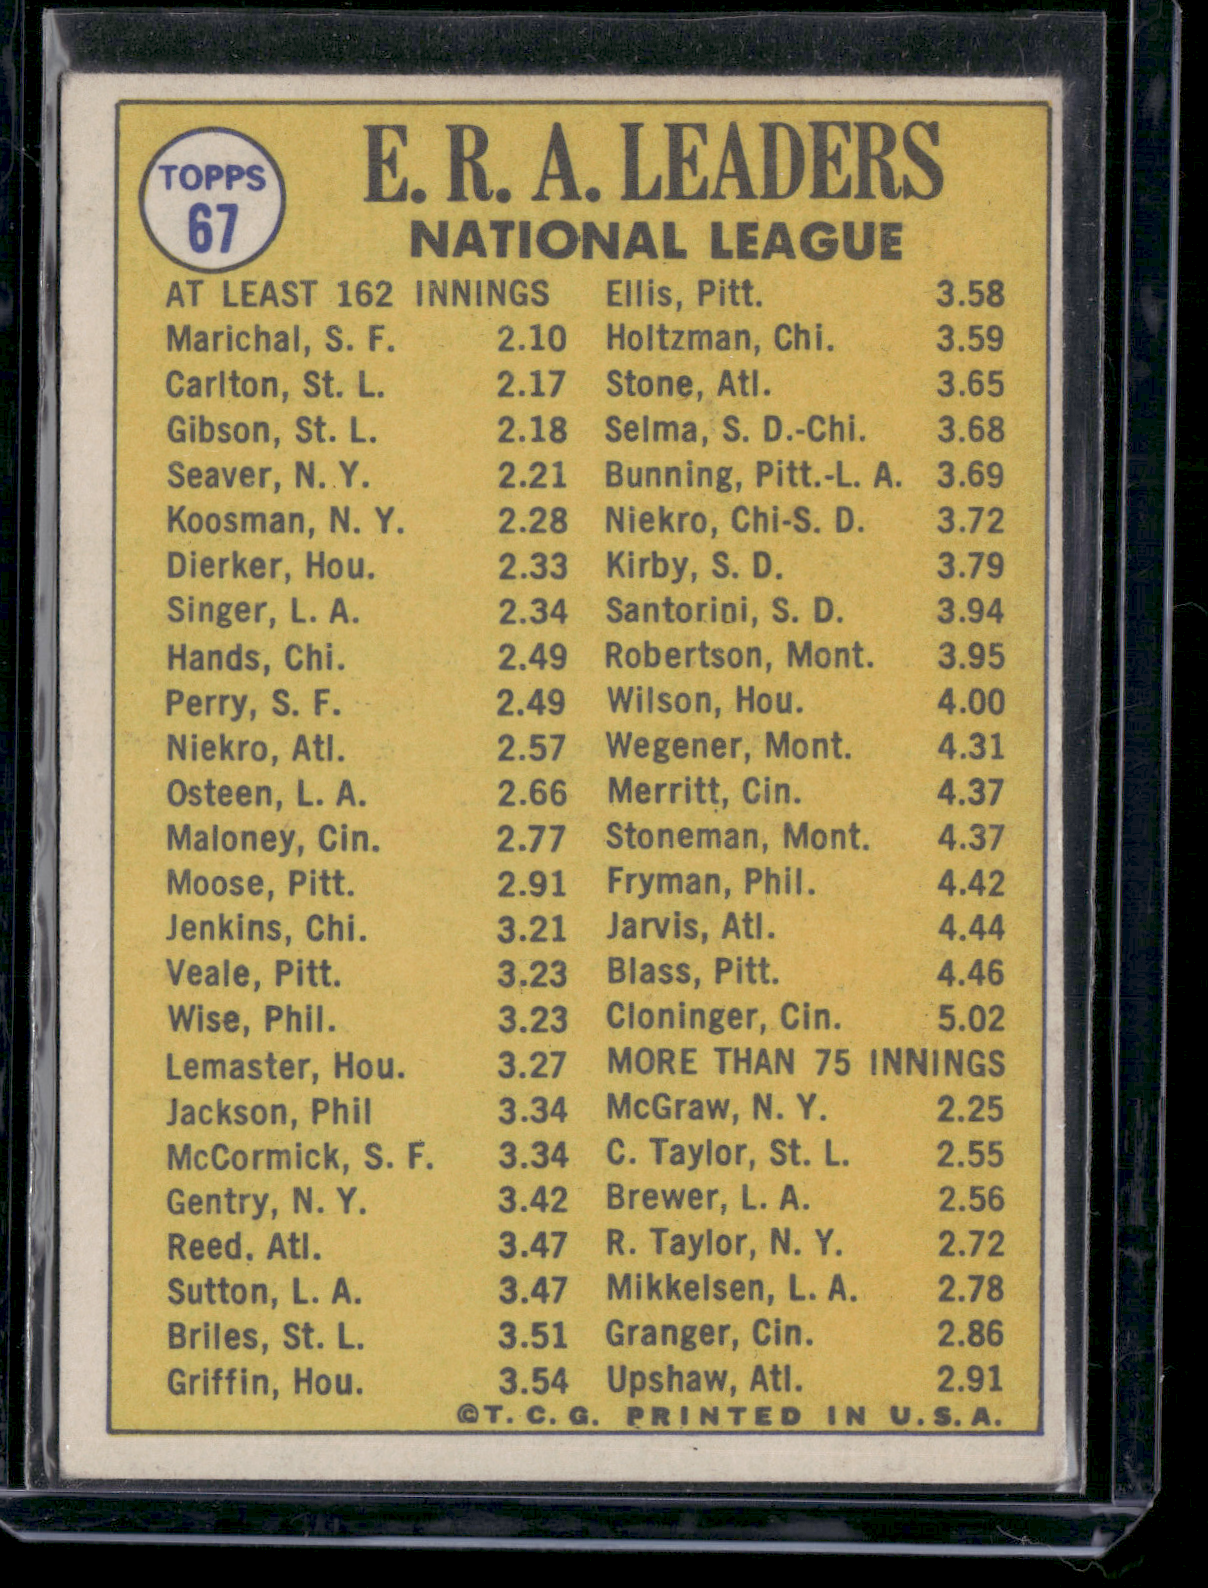 TOPPS
67
E. R. A. LEADERS
NATIONAL LEAGUE
AT LEAST 162 INNINGS
Marichal, S. F. 2.10
Carlton, St. L. 2.17
Gibson, St. L. 2.18
Seaver, N. Y. 2.21
Koosman, N. Y. 2.28
Dierker, Hou. 2.33
Singer, L. A. 2.34
Hands, Chi. 2.49
Perry, S. F. 2.49
Niekro, Atl. 2.57
Osteen, L. A. 2.66
Maloney, Cin. 2.77
Moose, Pitt. 2.91
Jenkins, Chi. 3.21
Veale, Pitt. 3.23
Wise, Phil. 3.23
Lemaster, Hou. 3.27
Jackson, Phil 3.34
McCormick, S. F. 3.34
Gentry, N. Y. 3.42
Reed. Atl. 3.47
Sutton, L. A. 3.47
Briles, St. L. 3.51
Griffin, Hou. 3.54
Ellis, Pitt. 3.58
Holtzman, Chi. 3.59
Stone, Atl. 3.65
Selma, S. D.-Chi. 3.68
Bunning, Pitt.-L. A. 3.69
Niekro, Chi-S. D. 3.72
Kirby, S. D. 3.79
Santorini, S. D. 3.94
Robertson, Mont. 3.95
Wilson, Hou. 4.00
Wegener, Mont. 4.31
Merritt, Cin. 4.37
Stoneman, Mont. 4.37
Fryman, Phil. 4.42
Jarvis, Atl. 4.44
Blass, Pitt. 4.46
Cloninger, Cin. 5.02
MORE THAN 75 INNINGS
McGraw, N. Y. 2.25
C. Taylor, St. L. 2.55
Brewer, L. A. 2.56
R. Taylor, N. Y. 2.72
Mikkelsen, L. A. 2.78
Granger, Cin. 2.86
Upshaw, Atl. 2.91
©T. C. G. PRINTED IN U.S.A.